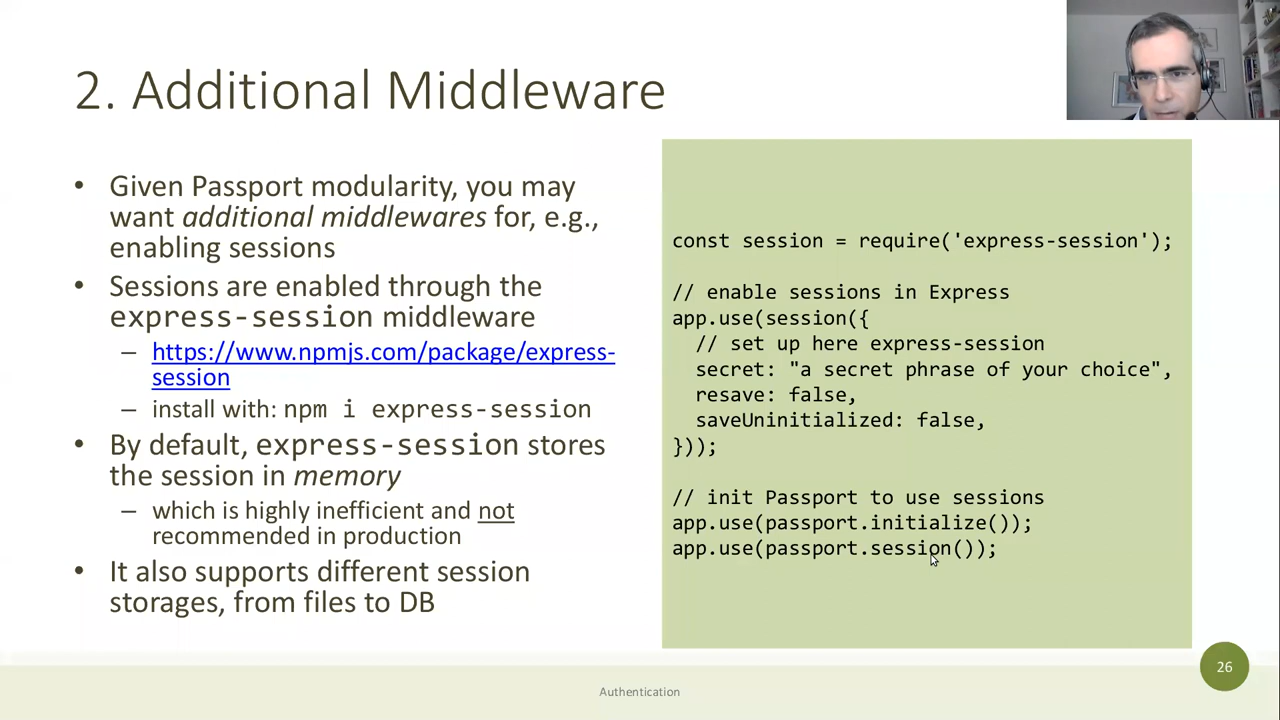 2. Additional Middleware
• Given Passport modularity, you may
want additional middlewares for, e.g.,
enabling sessions
• Sessions are enabled through the
express-session middleware
– https://www.npmjs.com/package/express-
session
– install with: npm i express-session
• By default, express-session stores
the session in memory
– which is highly inefficient and not
recommended in production
• It also supports different session
storages, from files to DB
const session = require('express-session');
// enable sessions in Express
app.use(session({
// set up here express-session
secret: "a secret phrase of your choice",
resave: false,
saveUninitialized: false,
}));
// init Passport to use sessions
app.use(passport.initialize());
app.use(passport.session());
Authentication
26